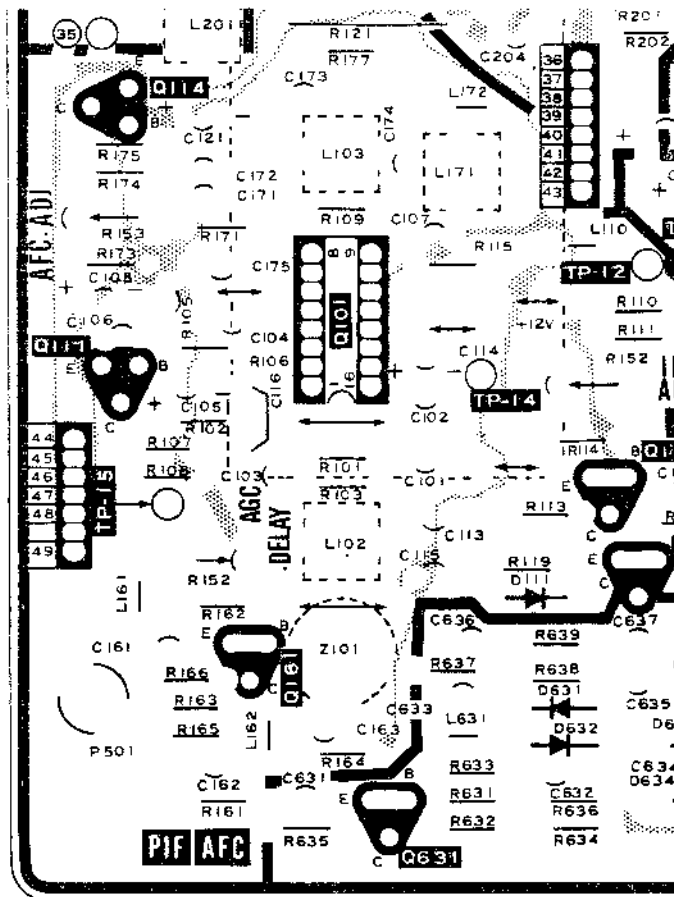 35
L201
E
Q114
C
B
R175
R174
R153
R173
C108
C106
AFC ADJ
E
B
C
R121
R177
C173
C204
L172
C174
C121
L103
L171
C172
C171
R109
C107
R171
R115
R201
R202
36
37
38
39
40
41
42
43
L110
TP-12
R110
R111
R152
+12V
C175
8
9
Q101
1
16
R105
C104
R106
C116
C114
TP-14
C105
R102
C102
R107
R108
44
45
46
47
48
49
TP-15
C103
R101
R103
C101
AGC
DELAY
L102
C113
C115
R114
B
E
C
R113
E
C
R119
D111
R152
L161
R162
E
B
C
Q161
Z101
C161
P501
R166
R163
R165
L162
C163
R164
C636
R637
C633
L631
C637
R639
R638
D631
D632
C635
C634
D634
C162
R161
C631
R635
E
B
C
Q631
R633
R631
R632
C632
R636
R634
PIF AFC